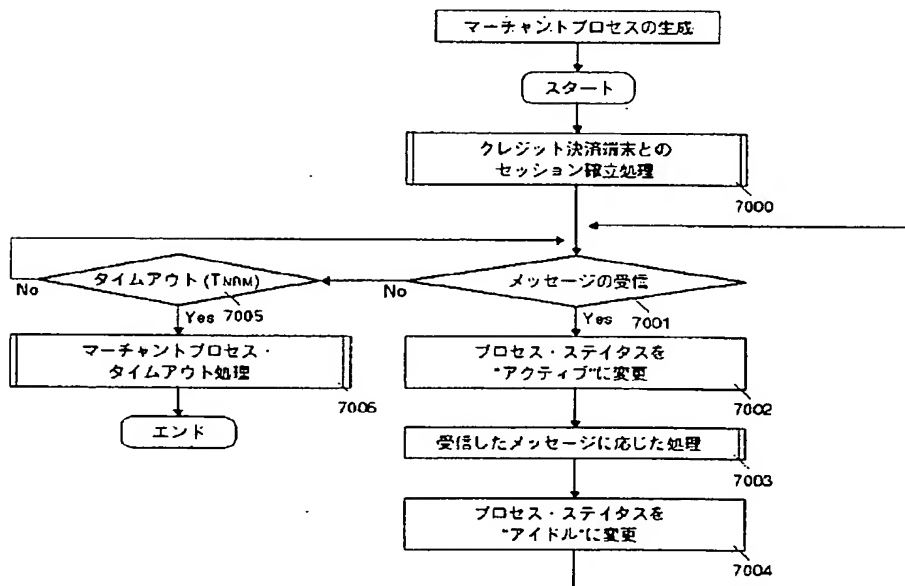 マーチャントプロセスの生成
スタート
クレジット決済端末との
セッション確立処理
7000
タイムアウト (TNOM)
No
7005
Yes
メッセージの受信
No
7001
Yes
マーチャントプロセス・
タイムアウト処理
7006
エンド
プロセス・ステイタスを
"アクティブ"に変更
7002
受信したメッセージに応じた処理
7003
プロセス・ステイタスを
"アイドル"に変更
7004